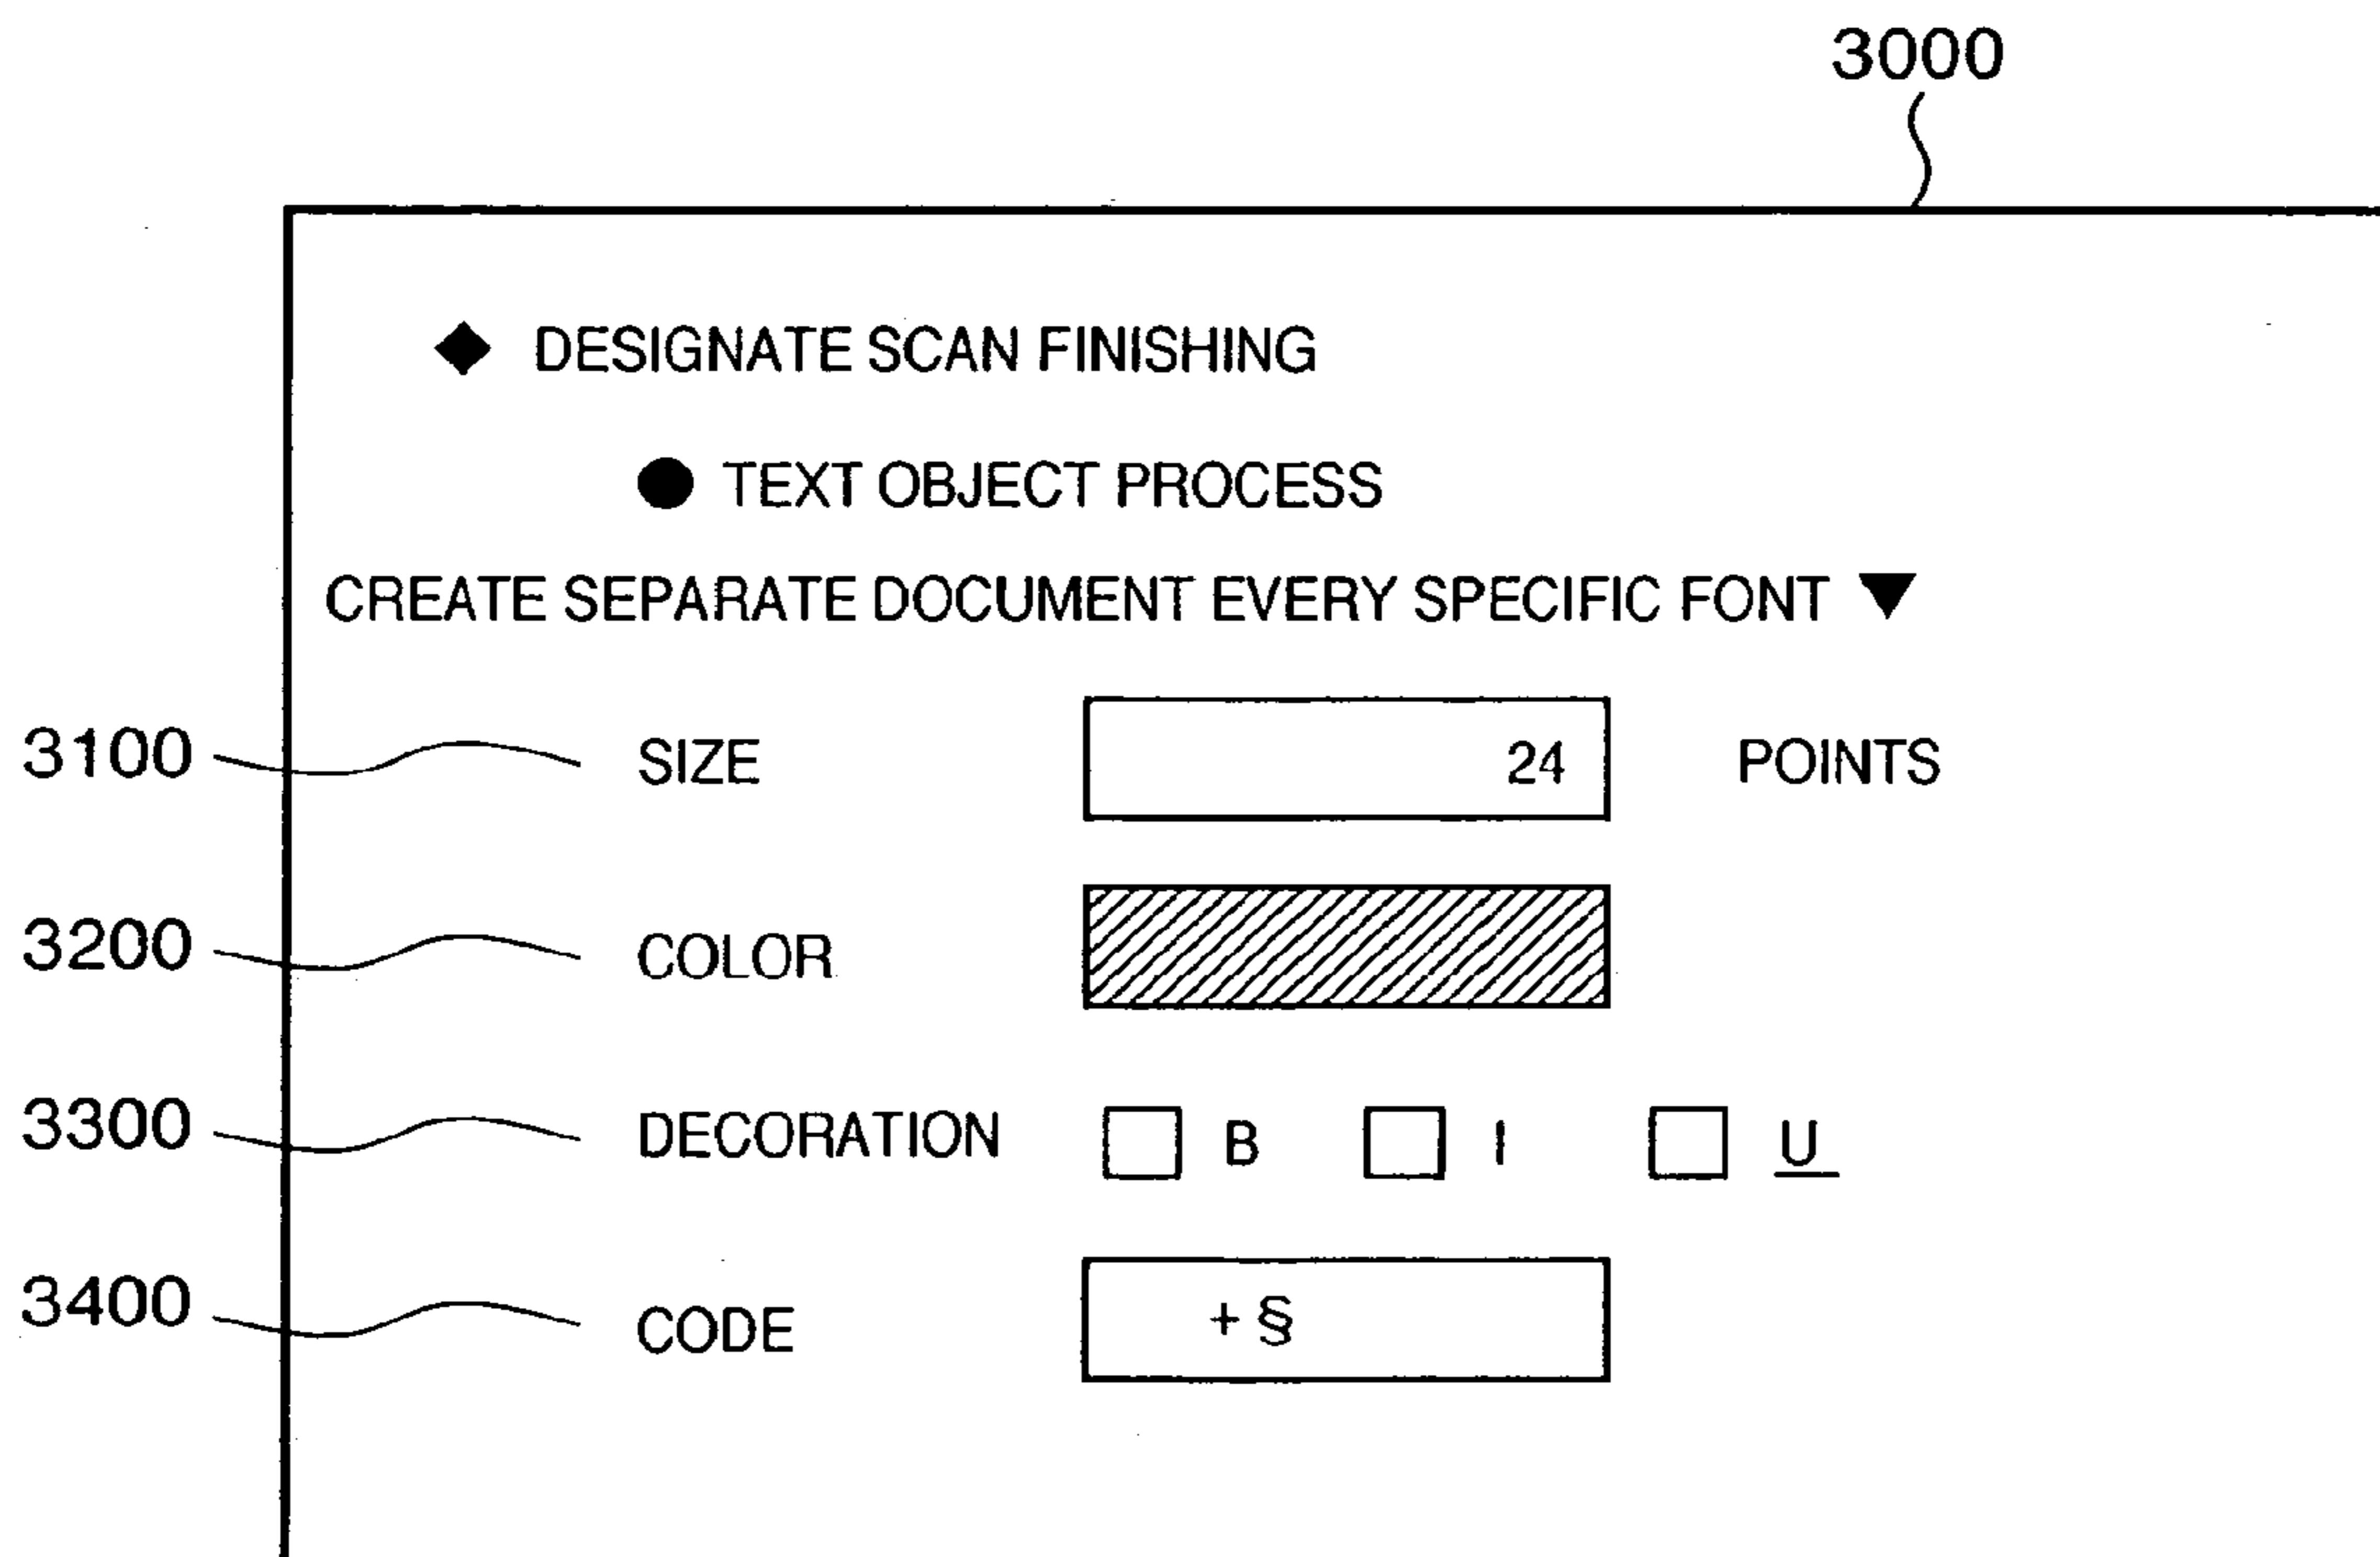 3000
◆ DESIGNATE SCAN FINISHING
● TEXT OBJECT PROCESS
CREATE SEPARATE DOCUMENT EVERY SPECIFIC FONT ▼
3100 SIZE 24 POINTS
3200 COLOR
3300 DECORATION B I U
3400 CODE +§